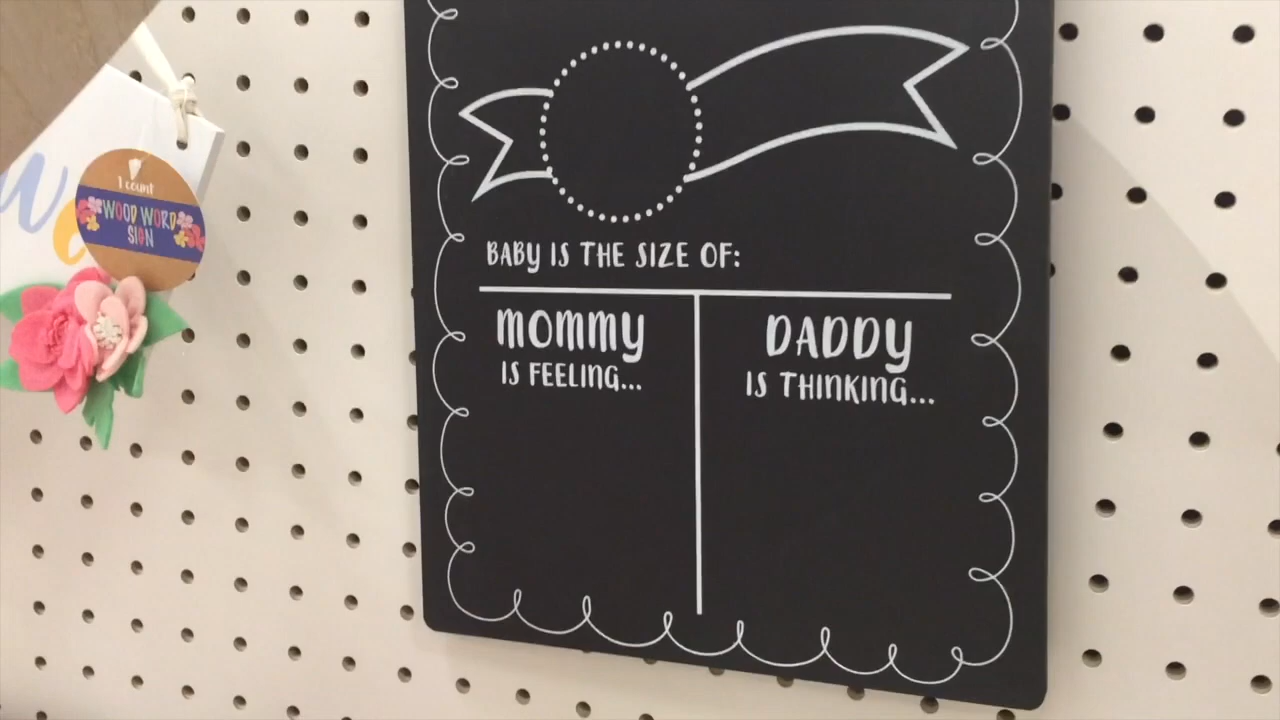 1 count
WOOD WORD
SIGN
BABY IS THE SIZE OF:
MOMMY
IS FEELING...
DADDY
IS THINKING...